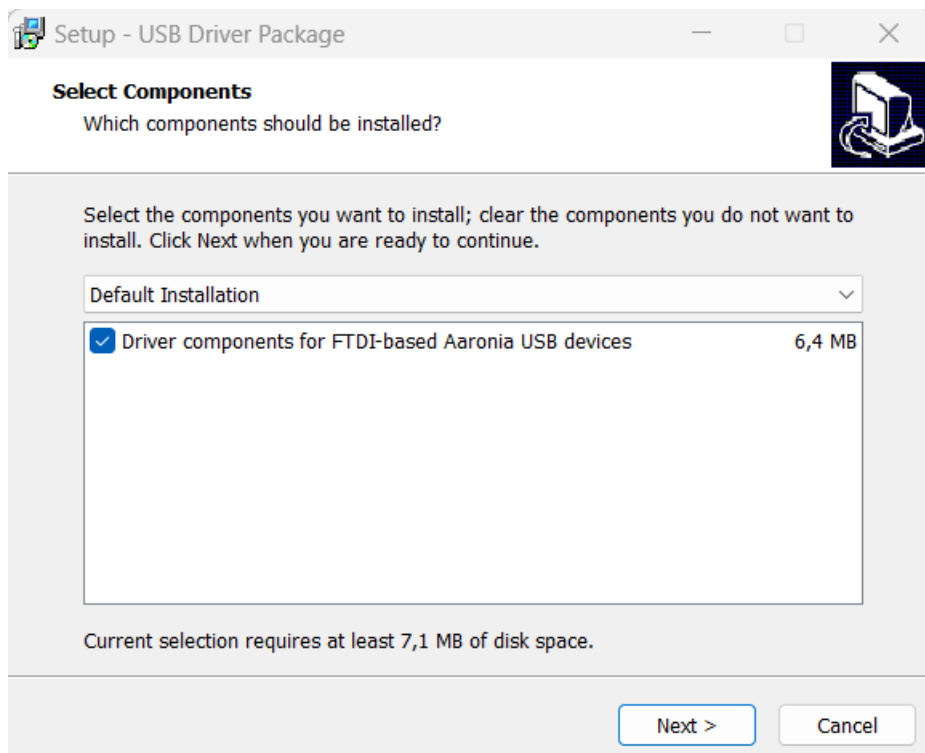 Setup - USB Driver Package
Select Components
Which components should be installed?
Select the components you want to install; clear the components you do not want to
install. Click Next when you are ready to continue.
Default Installation
Driver components for FTDI-based Aaronia USB devices 6,4 MB
Current selection requires at least 7,1 MB of disk space.
Next > Cancel